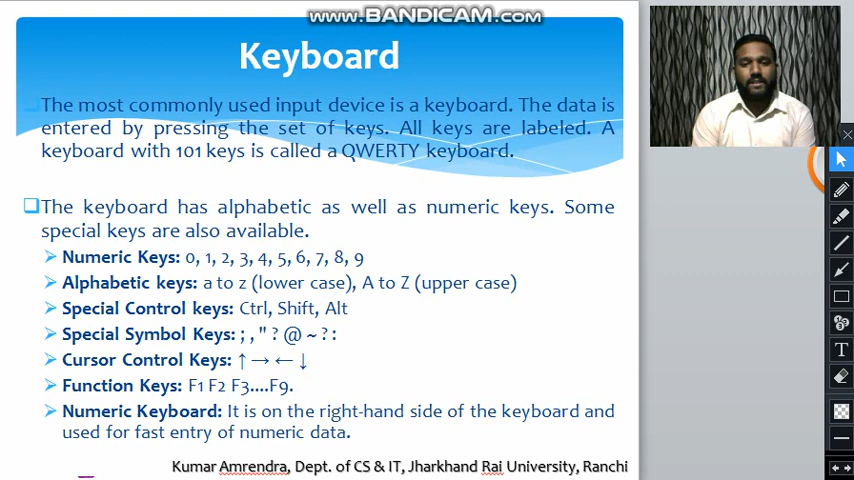 www.BANDICAM.com
Keyboard
The most commonly used input device is a keyboard. The data is
entered by pressing the set of keys. All keys are labeled. A
keyboard with 101 keys is called a QWERTY keyboard.
The keyboard has alphabetic as well as numeric keys. Some
special keys are also available.
Numeric Keys: 0, 1, 2, 3, 4, 5, 6, 7, 8, 9
Alphabetic keys: a to z (lower case), A to Z (upper case)
Special Control keys: Ctrl, Shift, Alt
Special Symbol Keys: ; , " ? @ ~ ? :
Cursor Control Keys: ↑ → ← ↓
Function Keys: F1 F2 F3....F9.
Numeric Keyboard: It is on the right-hand side of the keyboard and
used for fast entry of numeric data.
Kumar Amrendra, Dept. of CS & IT, Jharkhand Rai University, Ranchi
T